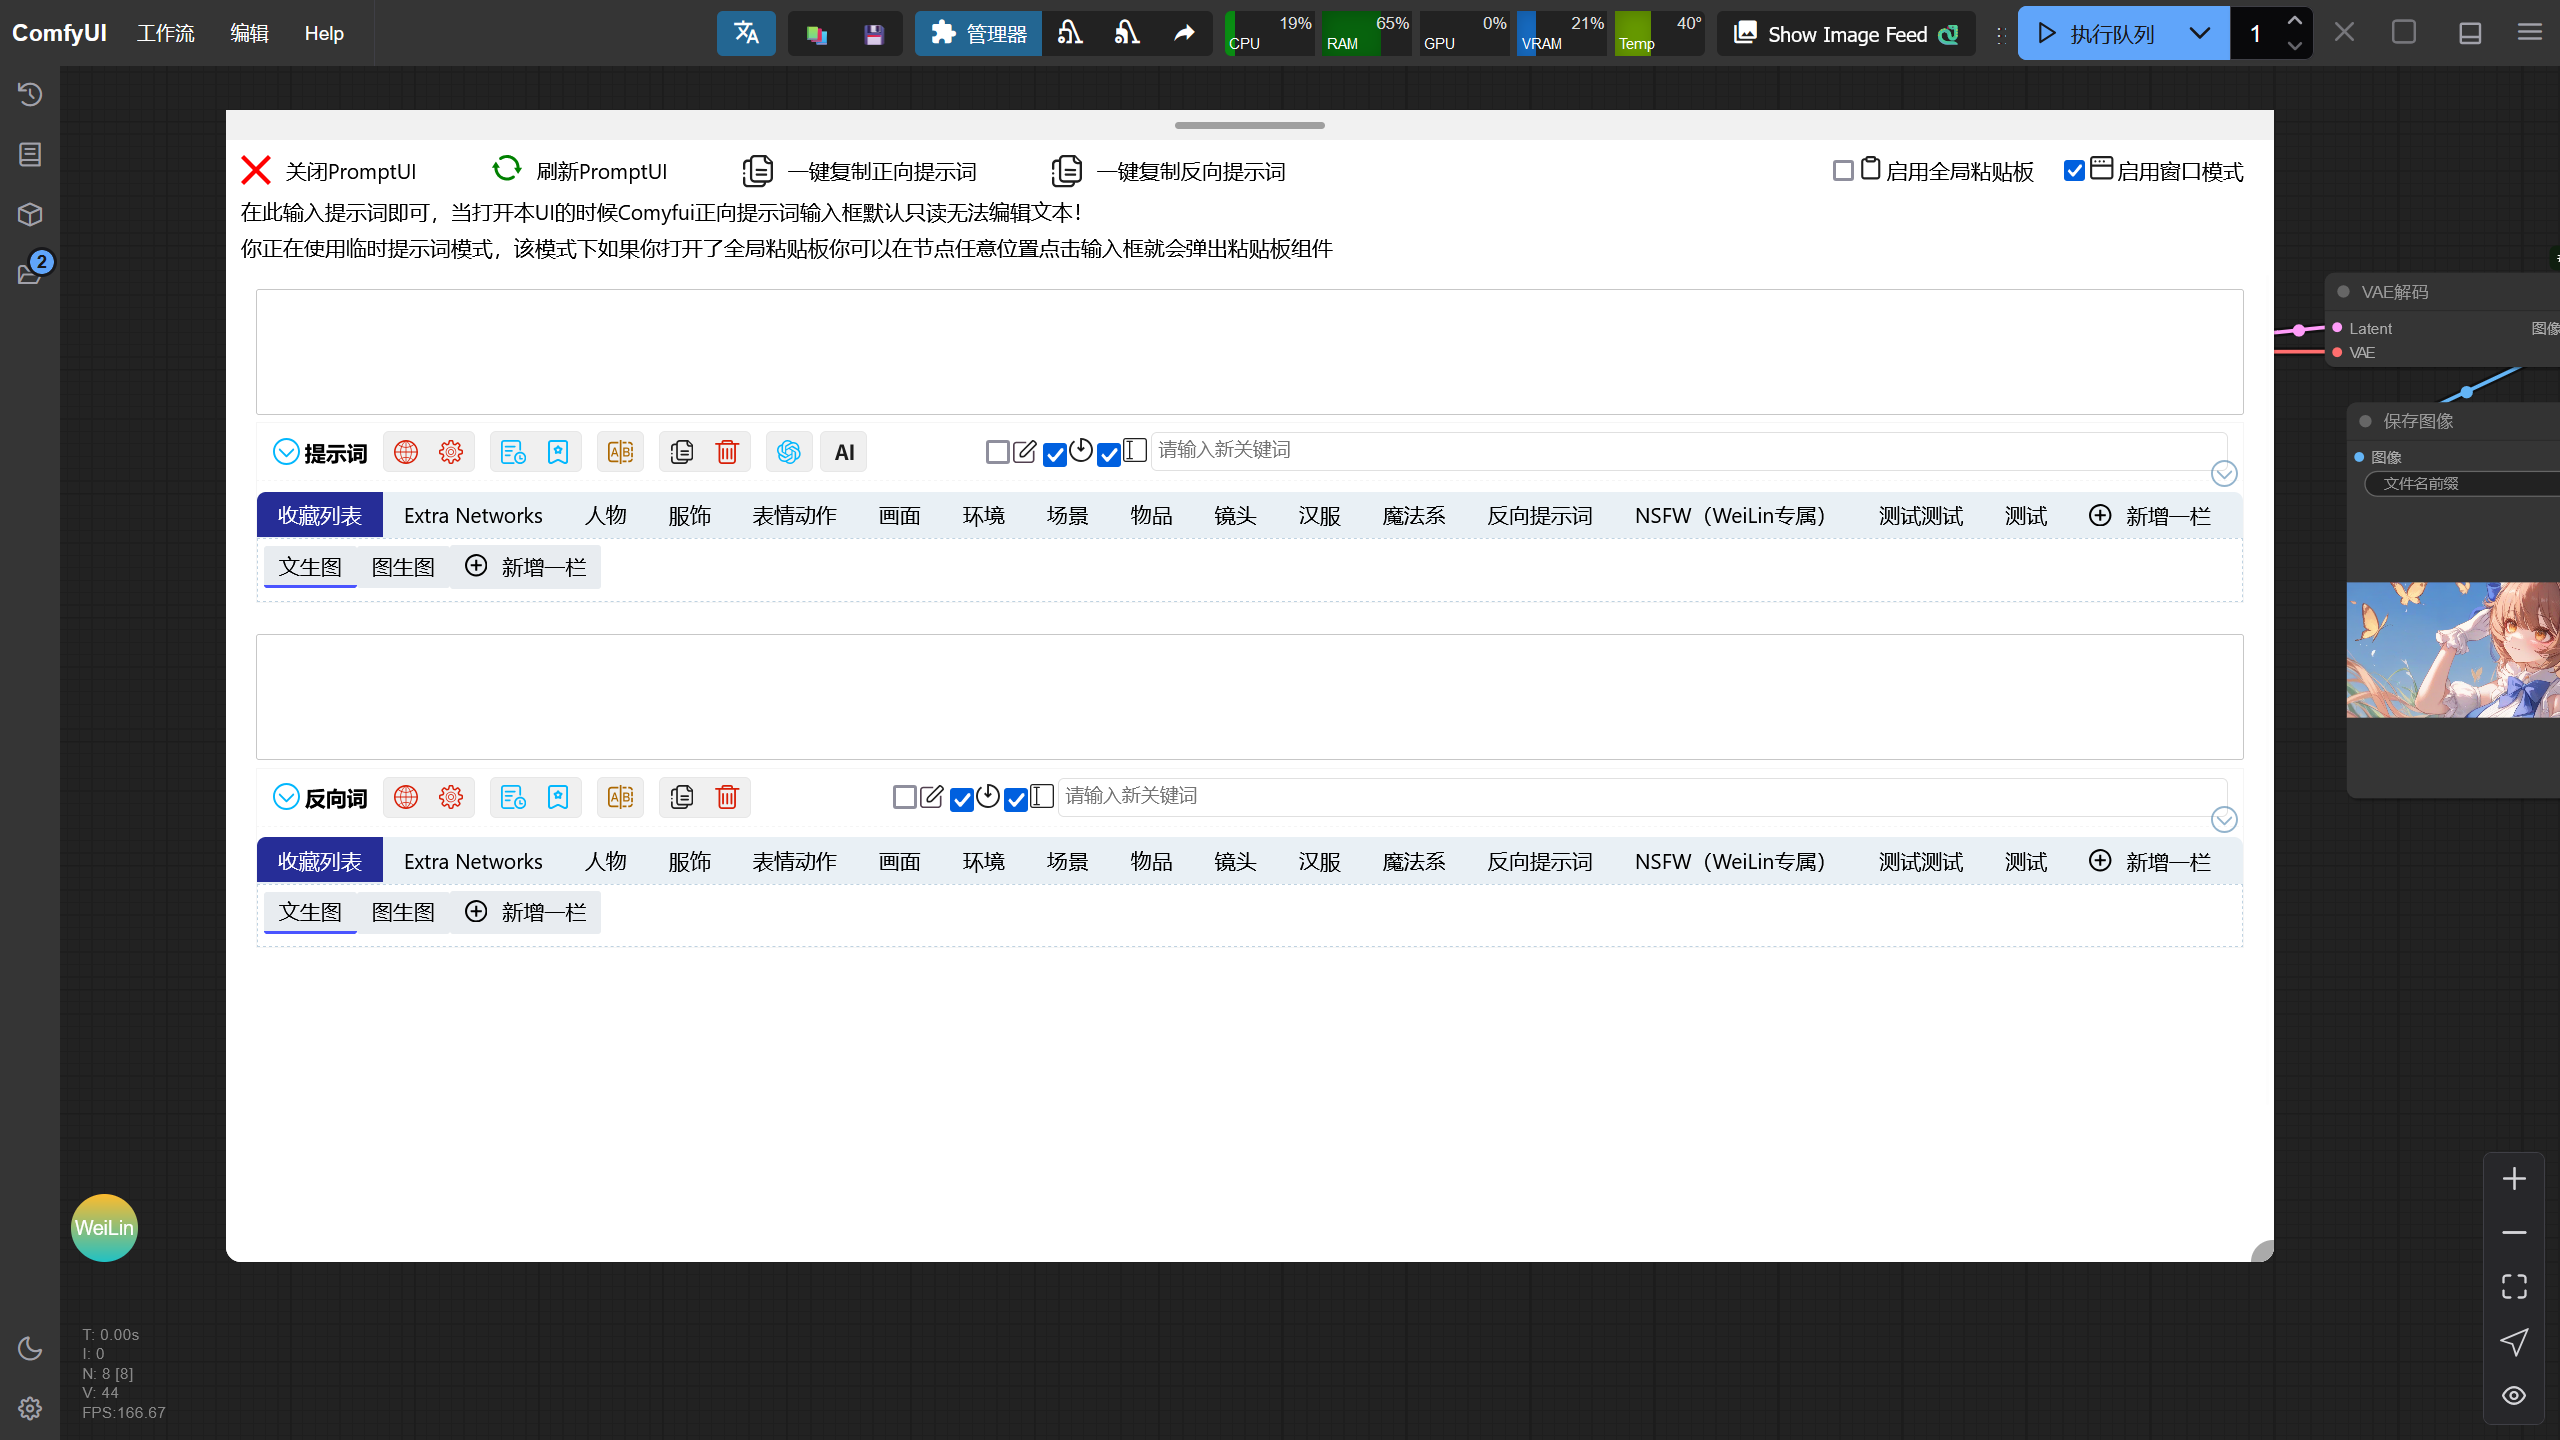 ComfyUI 工作流 编辑 Help 管理器 CPU 19% RAM 65% GPU 0% VRAM 21% Temp 40° Show Image Feed 执行队列 1
2
关闭PromptUI 刷新PromptUI 一键复制正向提示词 一键复制反向提示词 启用全局粘贴板 启用窗口模式
在此输入提示词即可，当打开本UI的时候Comyfui正向提示词输入框默认只读无法编辑文本！
你正在使用临时提示词模式，该模式下如果你打开了全局粘贴板你可以在节点任意位置点击输入框就会弹出粘贴板组件
VAE解码
Latent 图像
VAE
保存图像
图像
文件名前缀
提示词 A B AI 请输入新关键词
收藏列表 Extra Networks 人物 服饰 表情动作 画面 环境 场景 物品 镜头 汉服 魔法系 反向提示词 NSFW（WeiLin专属） 测试测试 测试 新增一栏
文生图 图生图 新增一栏
反向词 A B 请输入新关键词
收藏列表 Extra Networks 人物 服饰 表情动作 画面 环境 场景 物品 镜头 汉服 魔法系 反向提示词 NSFW（WeiLin专属） 测试测试 测试 新增一栏
文生图 图生图 新增一栏
WeiLin
T: 0.00s
I: 0
N: 8 [8]
V: 44
FPS:166.67